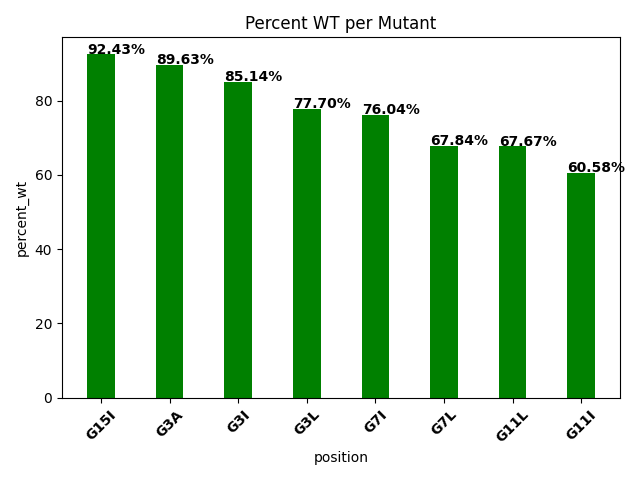 Percent WT per Mutant
92.43%
89.63%
85.14%
77.70%
76.04%
67.84%
67.67%
60.58%
percent_wt
80
60
40
20
0
G15I
G3A
G3I
G3L
G7I
G7L
G11L
G11I
position